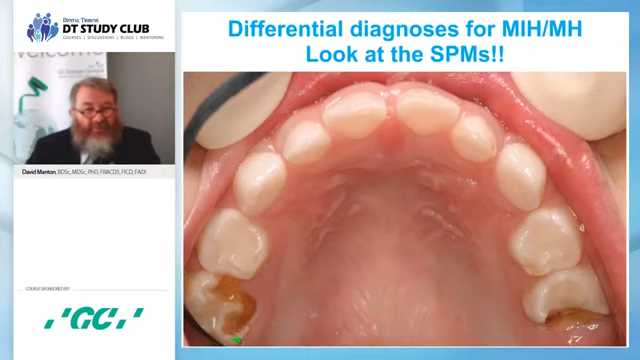 DENTAL TRIBUNE
DT STUDY CLUB
COURSES | DISCUSSIONS | BLOGS | MENTORING
Differential diagnoses for MIH/MH
Look at the SPMs!!
welcome
David Manton, BDSc, MDSc, PhD, FRACDS, FICD, FADI
COURSE SPONSORED BY:
GC